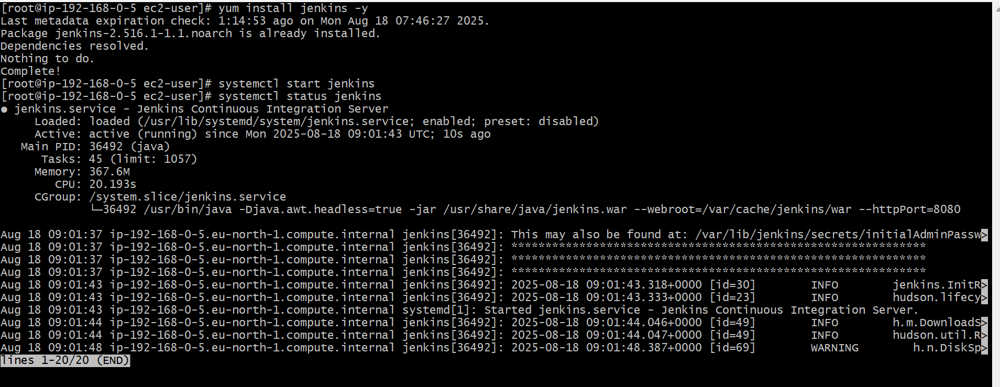 [root@ip-192-168-0-5 ec2-user]# yum install jenkins -y
Last metadata expiration check: 1:14:53 ago on Mon Aug 18 07:46:27 2025.
Package jenkins-2.516.1-1.1.noarch is already installed.
Dependencies resolved.
Nothing to do.
Complete!
[root@ip-192-168-0-5 ec2-user]# systemctl start jenkins
[root@ip-192-168-0-5 ec2-user]# systemctl status jenkins
● jenkins.service - Jenkins Continuous Integration Server
     Loaded: loaded (/usr/lib/systemd/system/jenkins.service; enabled; preset: disabled)
     Active: active (running) since Mon 2025-08-18 09:01:43 UTC; 10s ago
   Main PID: 36492 (java)
      Tasks: 45 (limit: 1057)
     Memory: 367.6M
        CPU: 20.193s
     CGroup: /system.slice/jenkins.service
             └─36492 /usr/bin/java -Djava.awt.headless=true -jar /usr/share/java/jenkins.war --webroot=/var/cache/jenkins/war --httpPort=8080
Aug 18 09:01:37 ip-192-168-0-5.eu-north-1.compute.internal jenkins[36492]: This may also be found at: /var/lib/jenkins/secrets/initialAdminPassw>
Aug 18 09:01:37 ip-192-168-0-5.eu-north-1.compute.internal jenkins[36492]: *************************************************************
Aug 18 09:01:37 ip-192-168-0-5.eu-north-1.compute.internal jenkins[36492]: *************************************************************
Aug 18 09:01:37 ip-192-168-0-5.eu-north-1.compute.internal jenkins[36492]: *************************************************************
Aug 18 09:01:43 ip-192-168-0-5.eu-north-1.compute.internal jenkins[36492]: 2025-08-18 09:01:43.318+0000 [id=30]        INFO        jenkins.InitR>
Aug 18 09:01:43 ip-192-168-0-5.eu-north-1.compute.internal jenkins[36492]: 2025-08-18 09:01:43.333+0000 [id=23]        INFO        hudson.lifecy>
Aug 18 09:01:43 ip-192-168-0-5.eu-north-1.compute.internal systemd[1]: Started jenkins.service - Jenkins Continuous Integration Server.
Aug 18 09:01:44 ip-192-168-0-5.eu-north-1.compute.internal jenkins[36492]: 2025-08-18 09:01:44.046+0000 [id=49]        INFO        h.m.DownloadS>
Aug 18 09:01:44 ip-192-168-0-5.eu-north-1.compute.internal jenkins[36492]: 2025-08-18 09:01:44.047+0000 [id=49]        INFO        hudson.util.R>
Aug 18 09:01:48 ip-192-168-0-5.eu-north-1.compute.internal jenkins[36492]: 2025-08-18 09:01:48.387+0000 [id=69]        WARNING        h.n.DiskSp>
lines 1-20/20 (END)